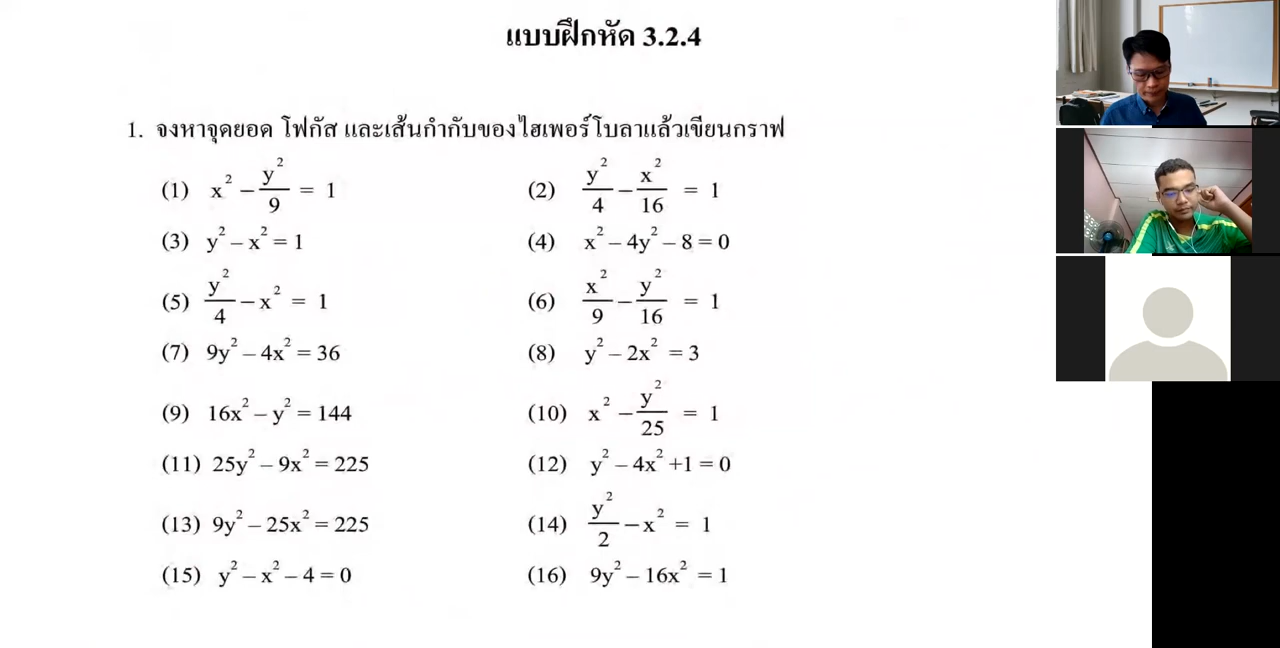 แบบฝึกหัด 3.2.4
1. จงหาจุดยอด โฟกัส และเส้นกำกับของไฮเพอร์โบลาแล้วเขียนกราฟ
(1) x² − y²/9 = 1 (2) y²/4 − x²/16 = 1
(3) y² − x² = 1 (4) x² − 4y² − 8 = 0
(5) y²/4 − x² = 1 (6) x²/9 − y²/16 = 1
(7) 9y² − 4x² = 36 (8) y² − 2x² = 3
(9) 16x² − y² = 144 (10) x² − y²/25 = 1
(11) 25y² − 9x² = 225 (12) y² − 4x² +1 = 0
(13) 9y² − 25x² = 225 (14) y²/2 − x² = 1
(15) y² − x² − 4 = 0 (16) 9y² − 16x² = 1